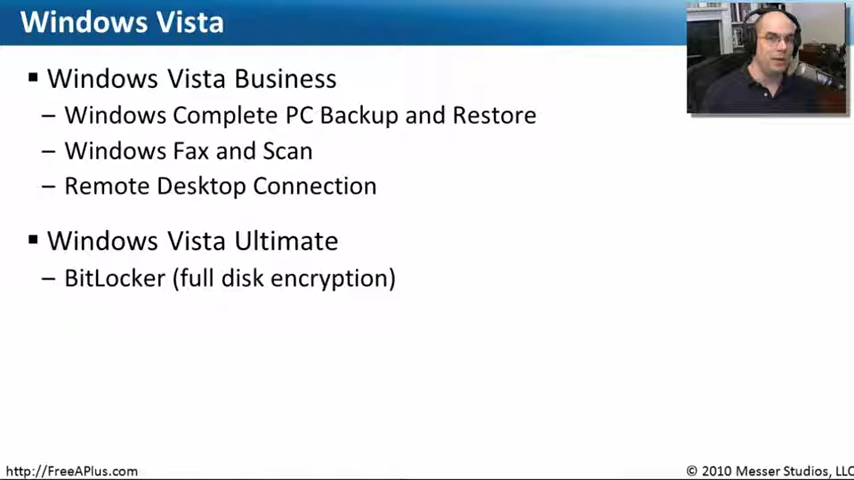 Windows Vista
▪ Windows Vista Business
– Windows Complete PC Backup and Restore
– Windows Fax and Scan
– Remote Desktop Connection
▪ Windows Vista Ultimate
– BitLocker (full disk encryption)
http://FreeAPlus.com
© 2010 Messer Studios, LLC